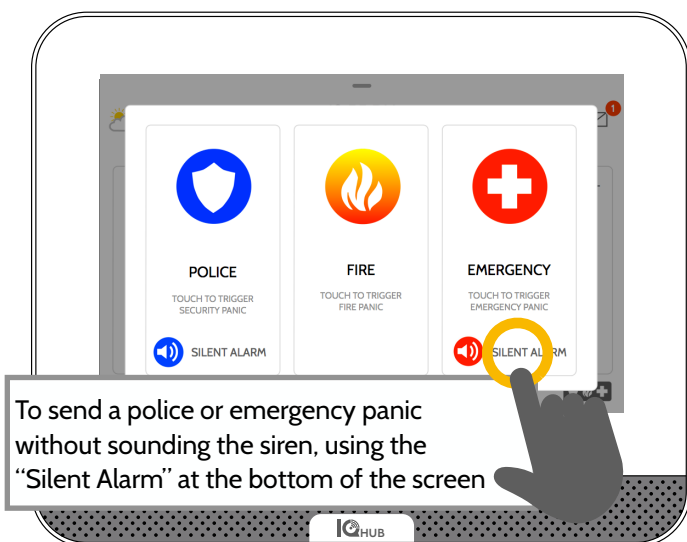 1
POLICE
TOUCH TO TRIGGER
SECURITY PANIC
SILENT ALARM
FIRE
TOUCH TO TRIGGER
FIRE PANIC
EMERGENCY
TOUCH TO TRIGGER
EMERGENCY PANIC
SILENT ALARM
To send a police or emergency panic
without sounding the siren, using the
“Silent Alarm” at the bottom of the screen
IQ HUB